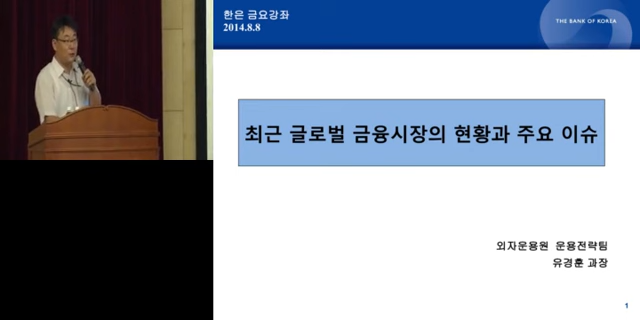 한은 금요강좌
2014.8.8
THE BANK OF KOREA
최근 글로벌 금융시장의 현황과 주요 이슈
외자운용원 운용전략팀
유경훈 과장
1